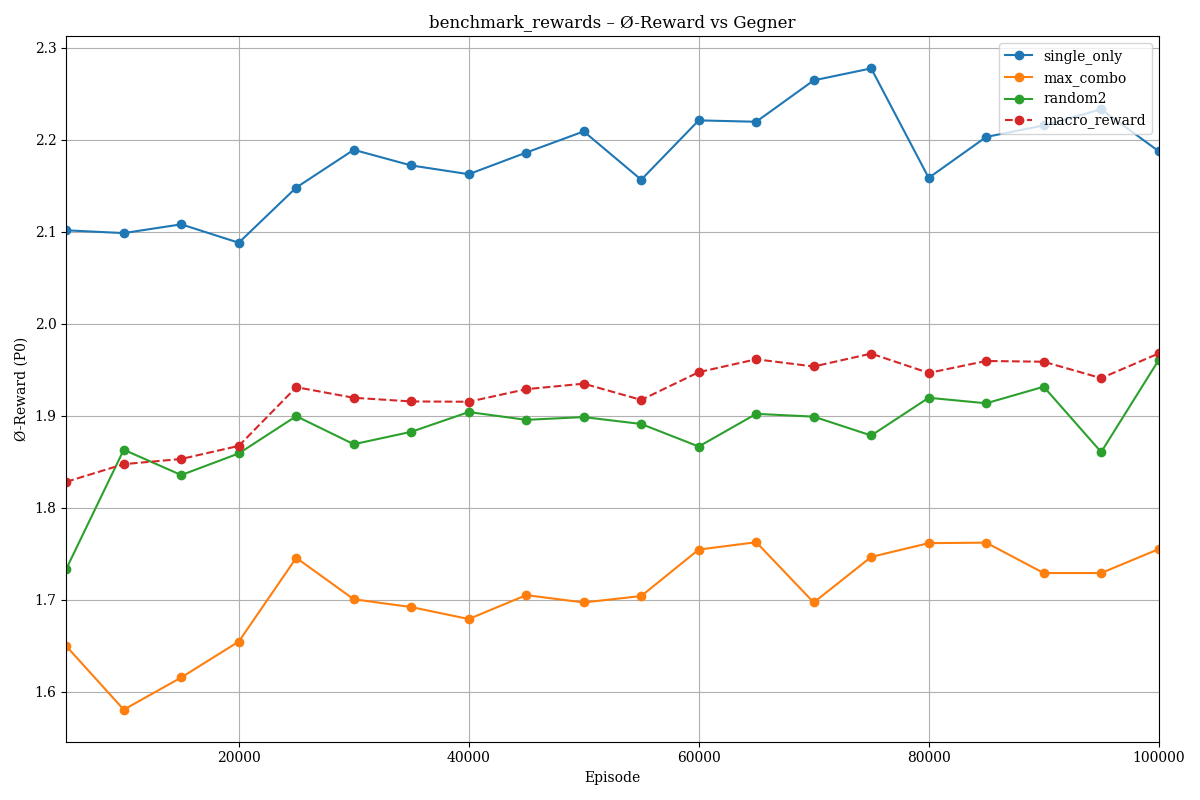 benchmark_rewards – Ø-Reward vs Gegner
single_only
max_combo
random2
macro_reward
2.3
2.2
2.1
2.0
1.9
1.8
1.7
1.6
Ø-Reward (P0)
20000 40000 60000 80000 100000
Episode